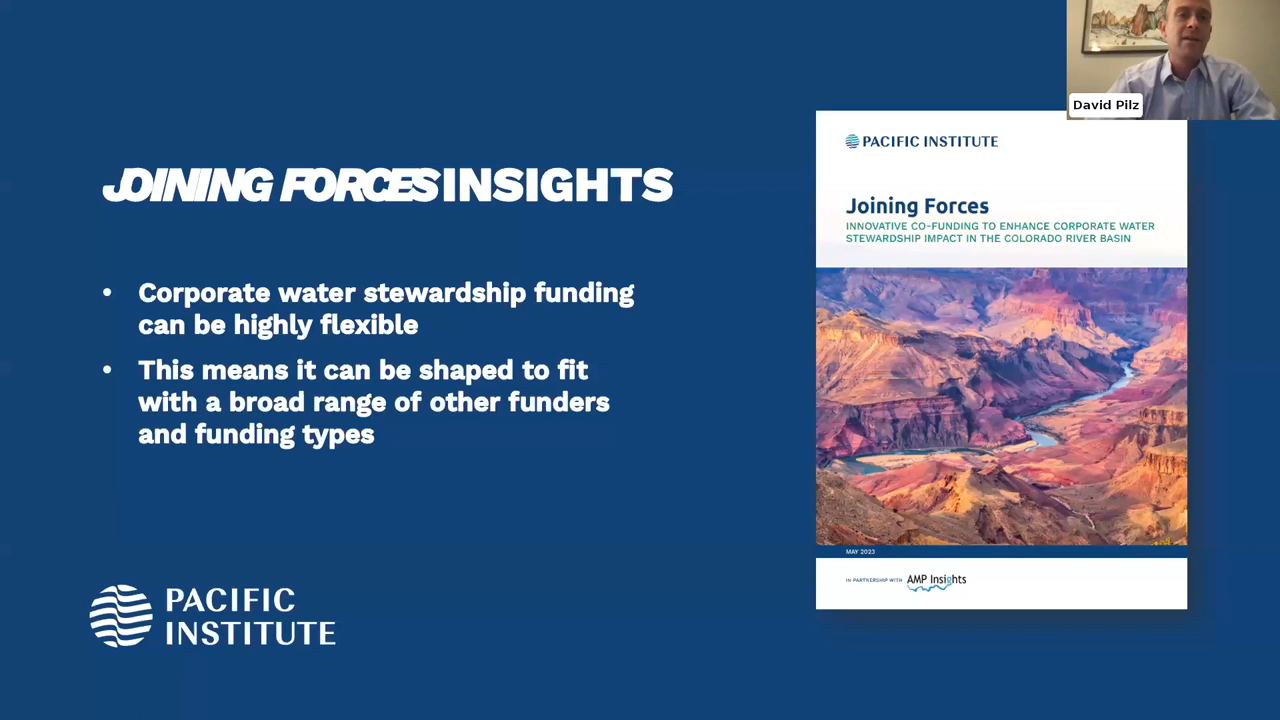 David Pilz
JOINING FORCES INSIGHTS
• Corporate water stewardship funding
can be highly flexible
• This means it can be shaped to fit
with a broad range of other funders
and funding types
PACIFIC
INSTITUTE
PACIFIC INSTITUTE
Joining Forces
INNOVATIVE CO-FUNDING TO ENHANCE CORPORATE WATER
STEWARDSHIP IMPACT IN THE COLORADO RIVER BASIN
MAY 2023
IN PARTNERSHIP WITH AMP Insights